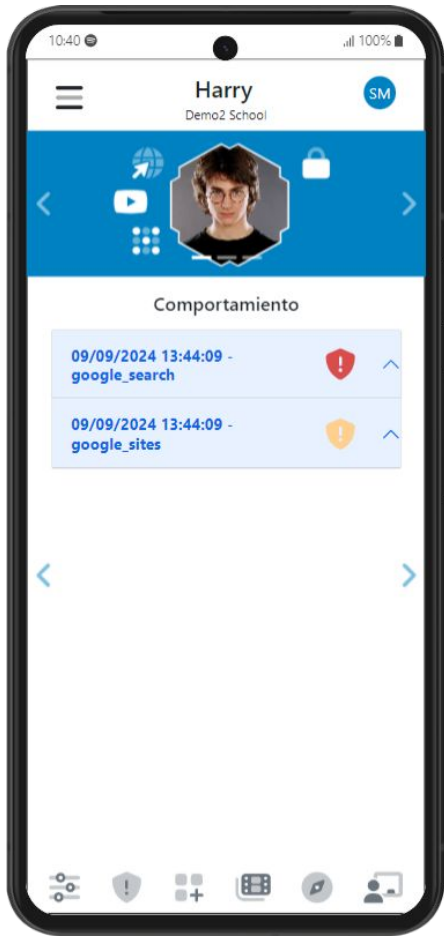 10:40
100%
Harry
Demo2 School
SM
Comportamiento
09/09/2024 13:44:09 -
google_search
09/09/2024 13:44:09 -
google_sites